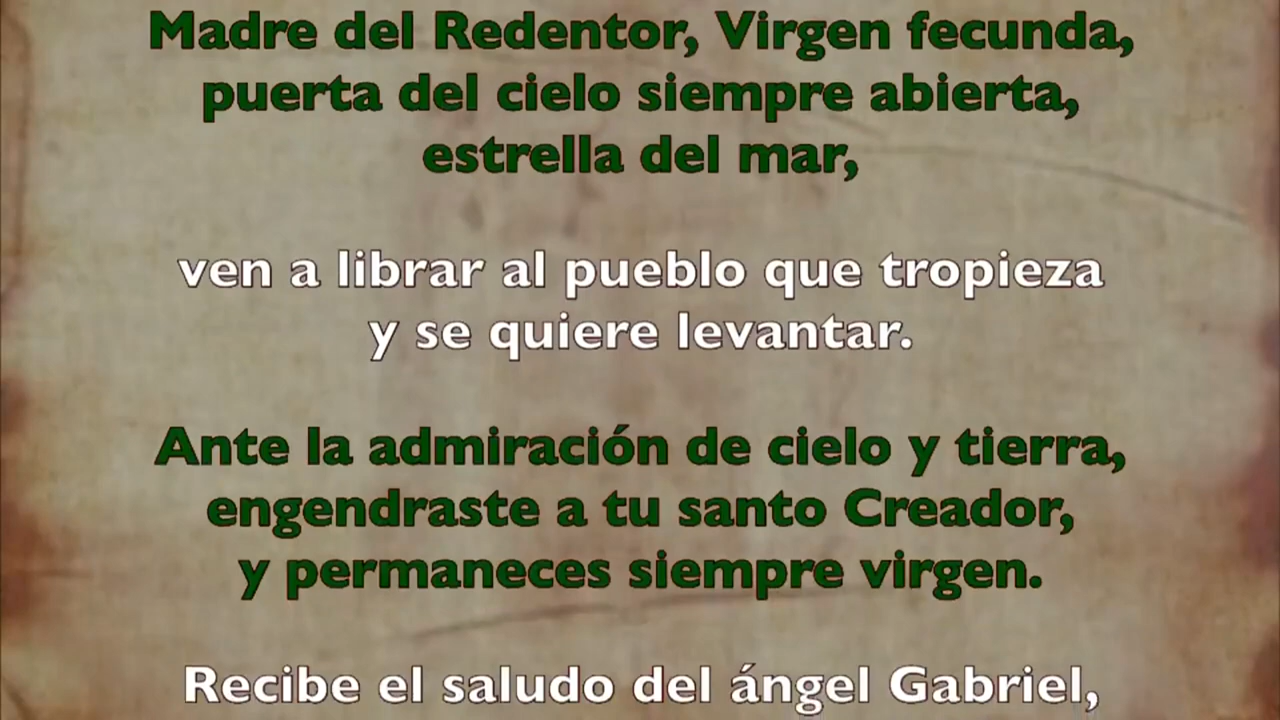 Madre del Redentor, Virgen fecunda,
puerta del cielo siempre abierta,
estrella del mar,
ven a librar al pueblo que tropieza
y se quiere levantar.
Ante la admiración de cielo y tierra,
engendraste a tu santo Creador,
y permaneces siempre virgen.
Recibe el saludo del ángel Gabriel,